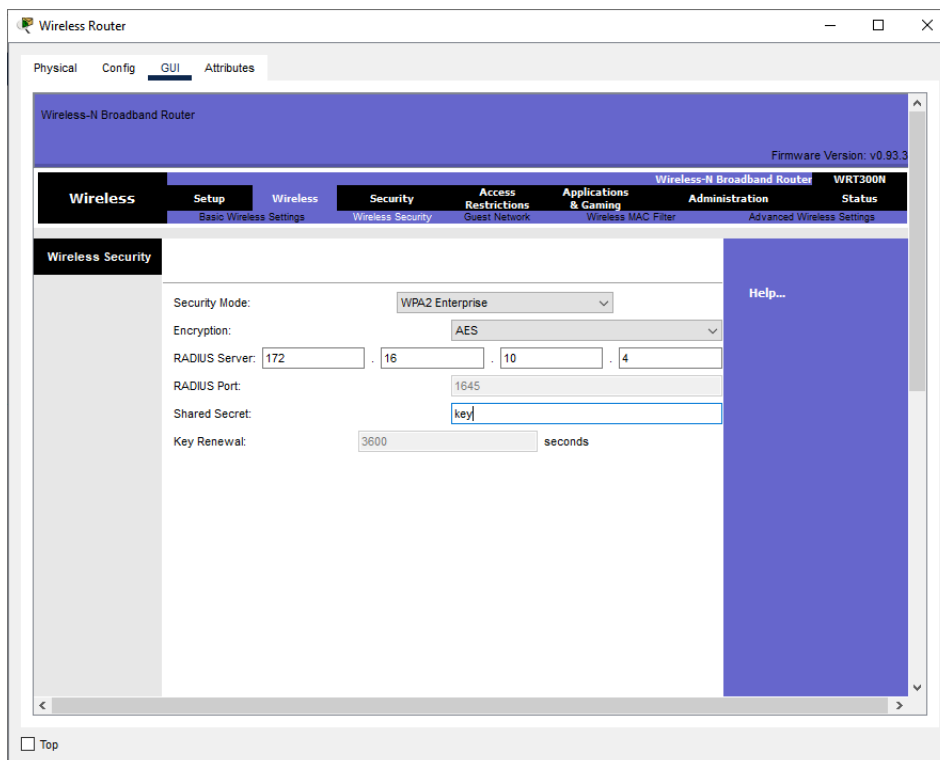 Wireless Router
Physical Config GUI Attributes
Wireless-N Broadband Router
Firmware Version: v0.93.3
Wireless-N Broadband Router WRT300N
Wireless Setup Wireless Security Access Restrictions Applications & Gaming Administration Status
Basic Wireless Settings Wireless Security Guest Network Wireless MAC Filter Advanced Wireless Settings
Wireless Security
Help...
Security Mode: WPA2 Enterprise
Encryption: AES
RADIUS Server: 172 . 16 . 10 . 4
RADIUS Port: 1645
Shared Secret: key
Key Renewal: 3600 seconds
Top